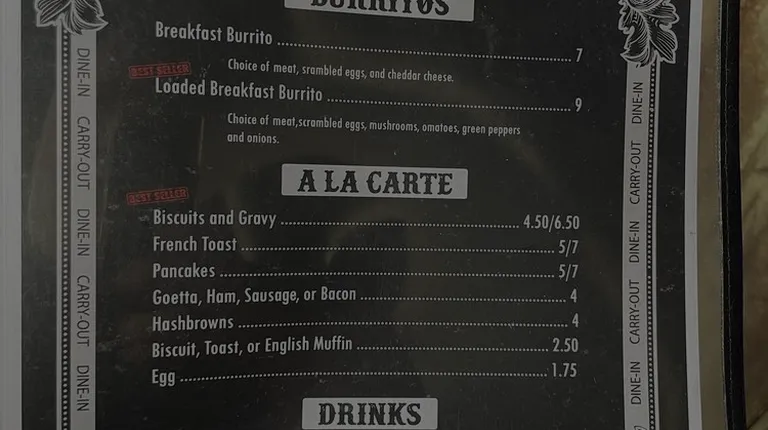 BURRITOS
Breakfast Burrito 7
Choice of meat, srambled eggs, and cheddar cheese.
BEST SELLER
Loaded Breakfast Burrito 9
Choice of meat,scrambled eggs, mushrooms, omatoes, green peppers
and onions.
A LA CARTE
BEST SELLER
Biscuits and Gravy 4.50/6.50
French Toast 5/7
Pancakes 5/7
Goetta, Ham, Sausage, or Bacon 4
Hashbrowns 4
Biscuit, Toast, or English Muffin 2.50
Egg 1.75
DRINKS
DINE-IN CARRY-OUT DINE-IN CARRY-OUT DINE-IN
DINE-IN CARRY-OUT DINE-IN CARRY-OUT DINE-IN